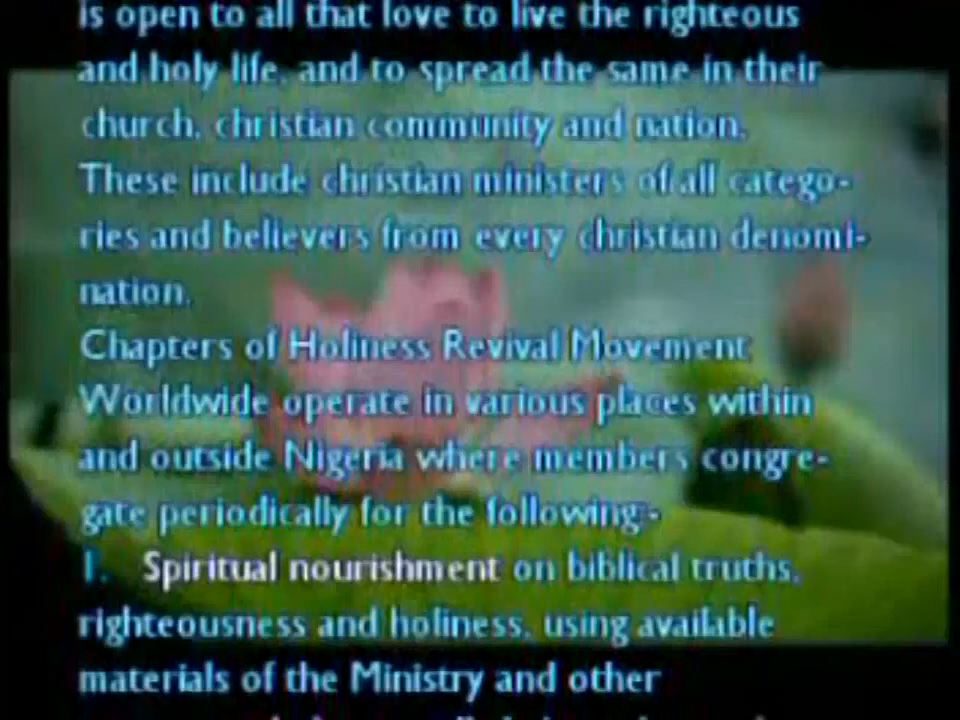 is open to all that love to live the righteous
and holy life, and to spread the same in their
church, christian community and nation.
These include christian ministers of all catego-
ries and believers from every christian denomi-
nation.
Chapters of Holiness Revival Movement
Worldwide operate in various places within
and outside Nigeria where members congre-
gate periodically for the following:-
1. Spiritual nourishment on biblical truths,
righteousness and holiness, using available
materials of the Ministry and other